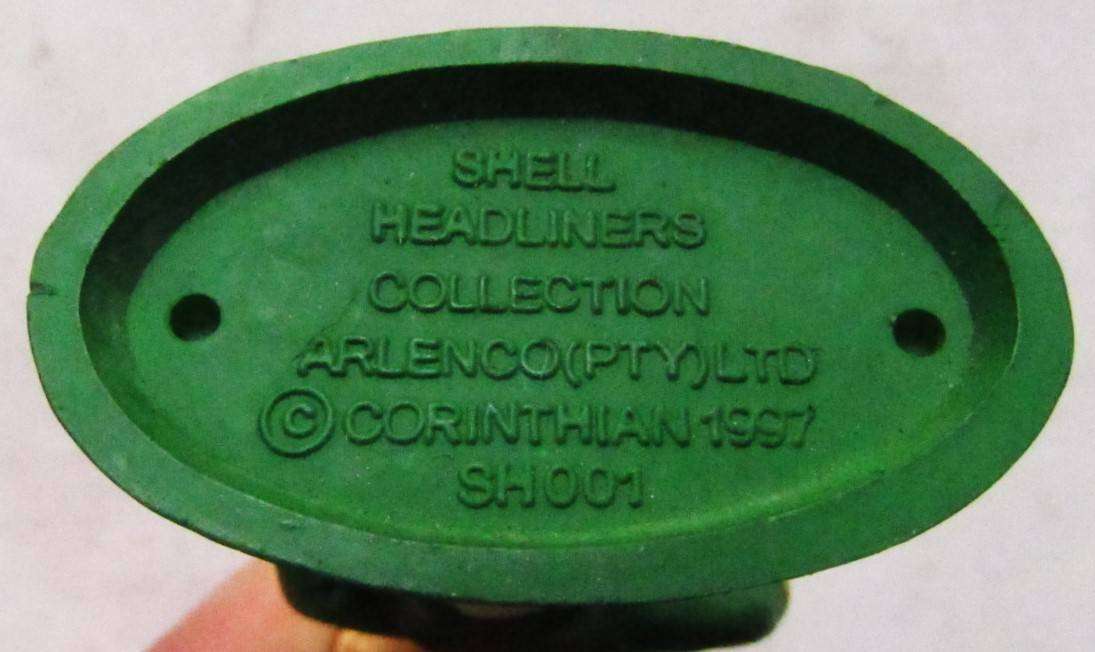 SHELL
HEADLINERS
COLLECTION
ARLENCO(PTY)LTD
© CORINTHIAN 1997
SH001